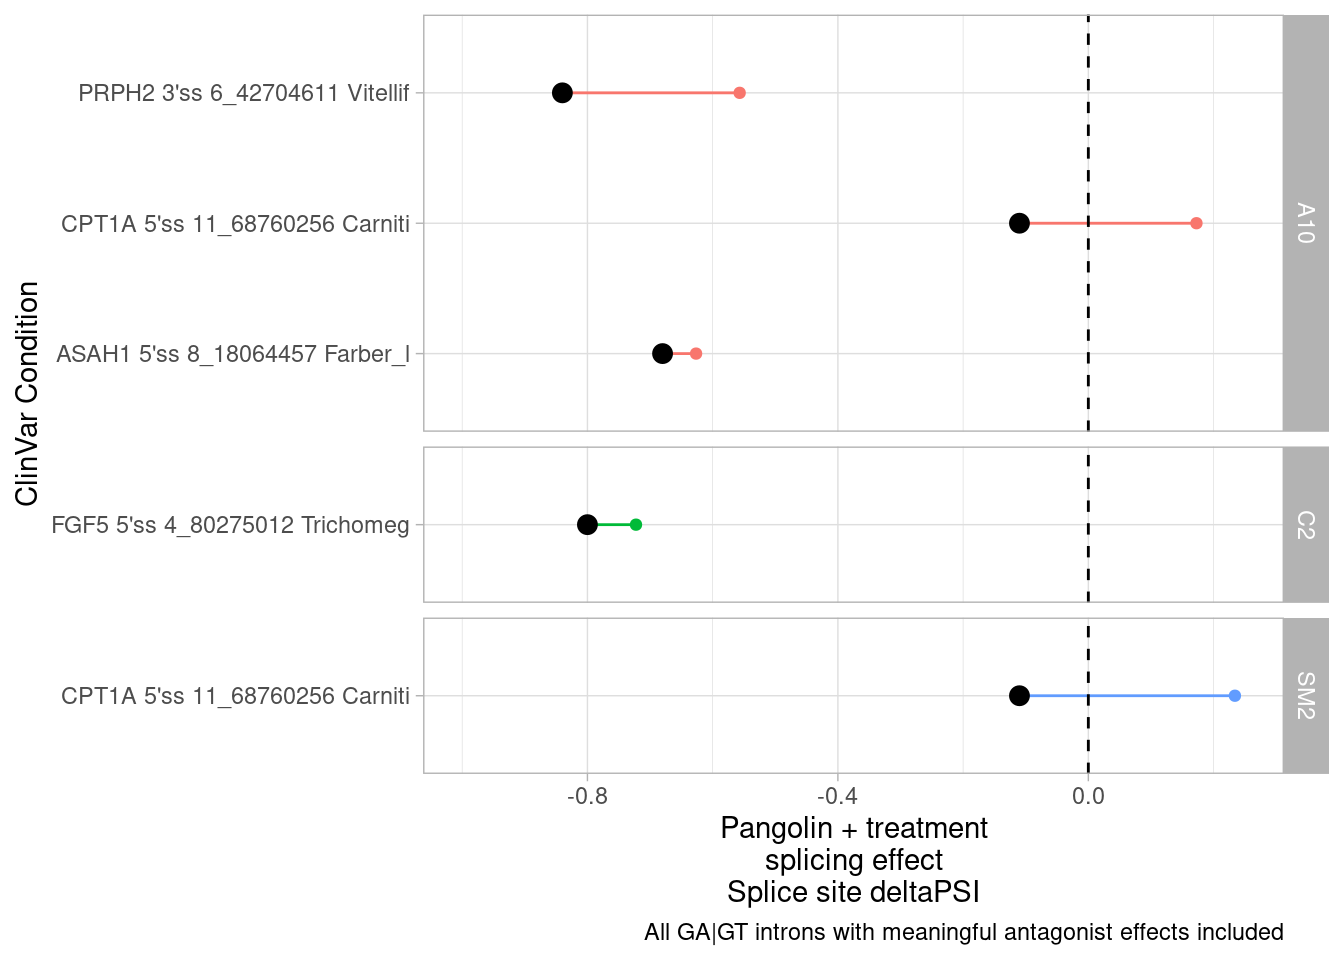 ClinVar Condition
PRPH2 3'ss 6_42704611 Vitellif
CPT1A 5'ss 11_68760256 Carniti
ASAH1 5'ss 8_18064457 Farber_l
A10
FGF5 5'ss 4_80275012 Trichomeg
C2
CPT1A 5'ss 11_68760256 Carniti
SM2
-0.8 -0.4 0.0
Pangolin + treatment
splicing effect
Splice site deltaPSI
All GA|GT introns with meaningful antagonist effects included